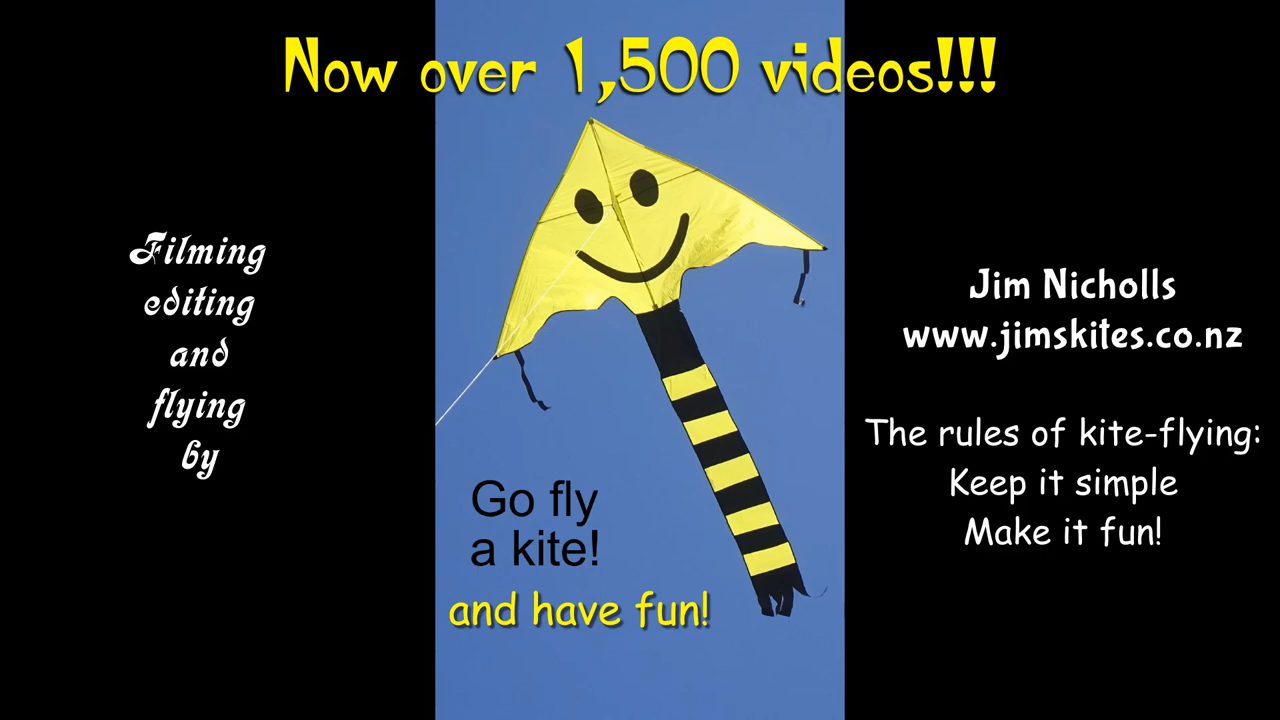 Now over 1,500 videos!!!
Filming
editing
and
flying
by
Jim Nicholls
www.jimskites.co.nz
The rules of kite-flying:
Keep it simple
Make it fun!
Go fly
a kite!
and have fun!